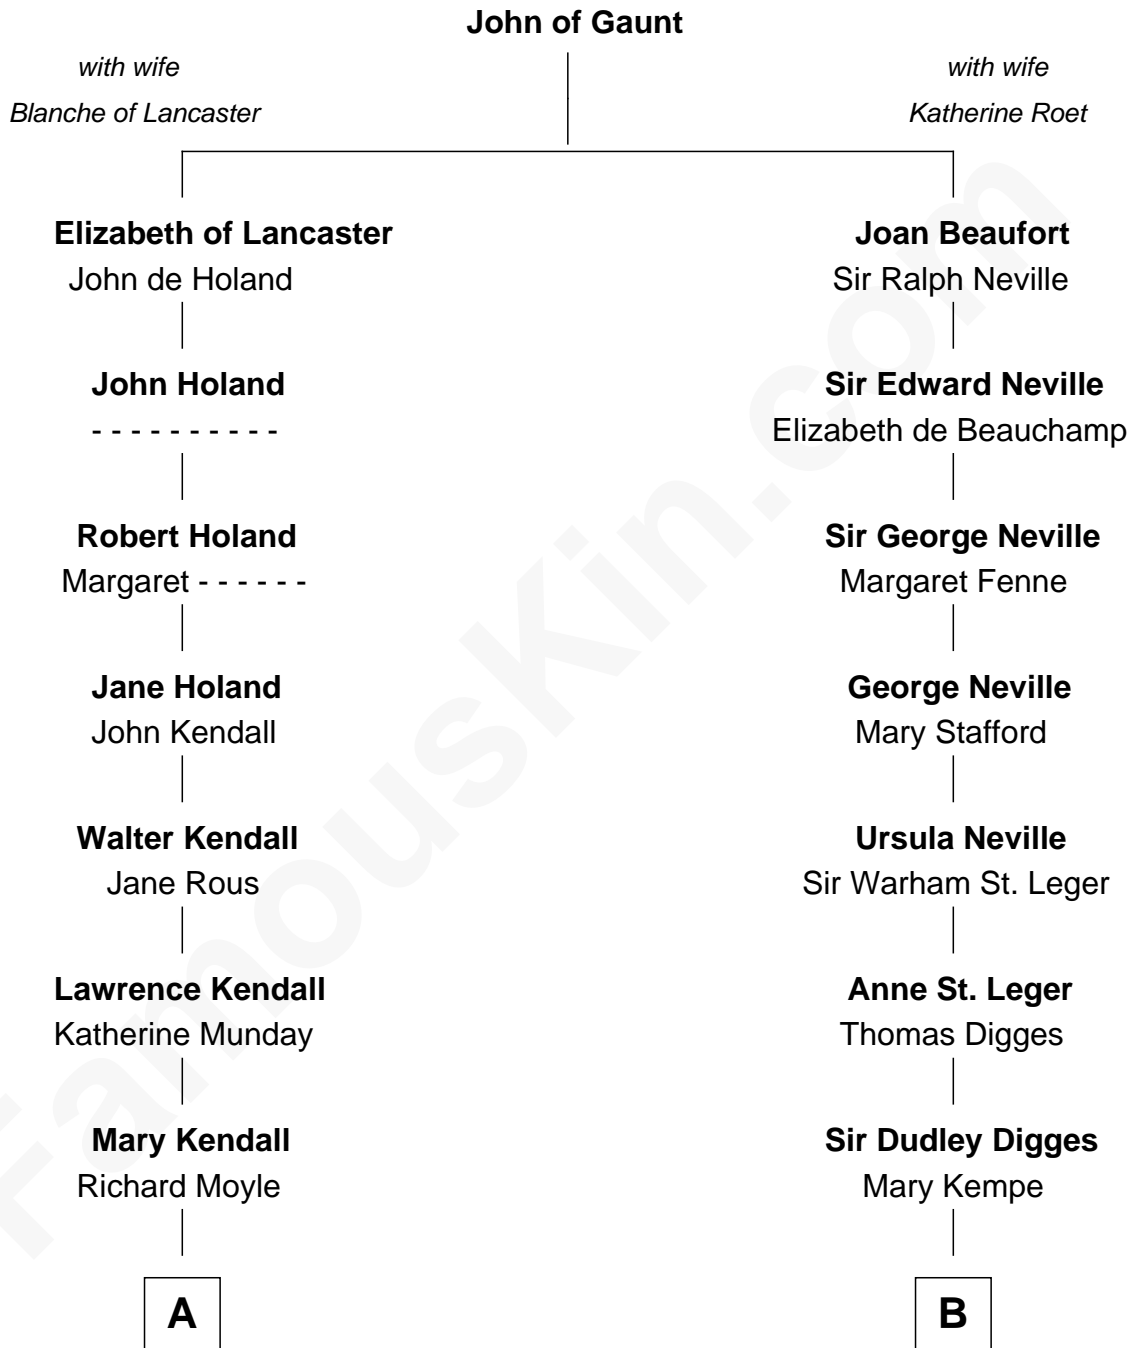 John of Gaunt
with wife
Blanche of Lancaster
with wife
Katherine Roet
Elizabeth of Lancaster
John de Holand
Joan Beaufort
Sir Ralph Neville
John Holand
- - - - - - - - - -
Sir Edward Neville
Elizabeth de Beauchamp
Robert Holand
Margaret - - - - - -
Sir George Neville
Margaret Fenne
Jane Holand
John Kendall
George Neville
Mary Stafford
Walter Kendall
Jane Rous
Ursula Neville
Sir Warham St. Leger
Lawrence Kendall
Katherine Munday
Anne St. Leger
Thomas Digges
Mary Kendall
Richard Moyle
Sir Dudley Digges
Mary Kempe
A
B
FamousKin.com